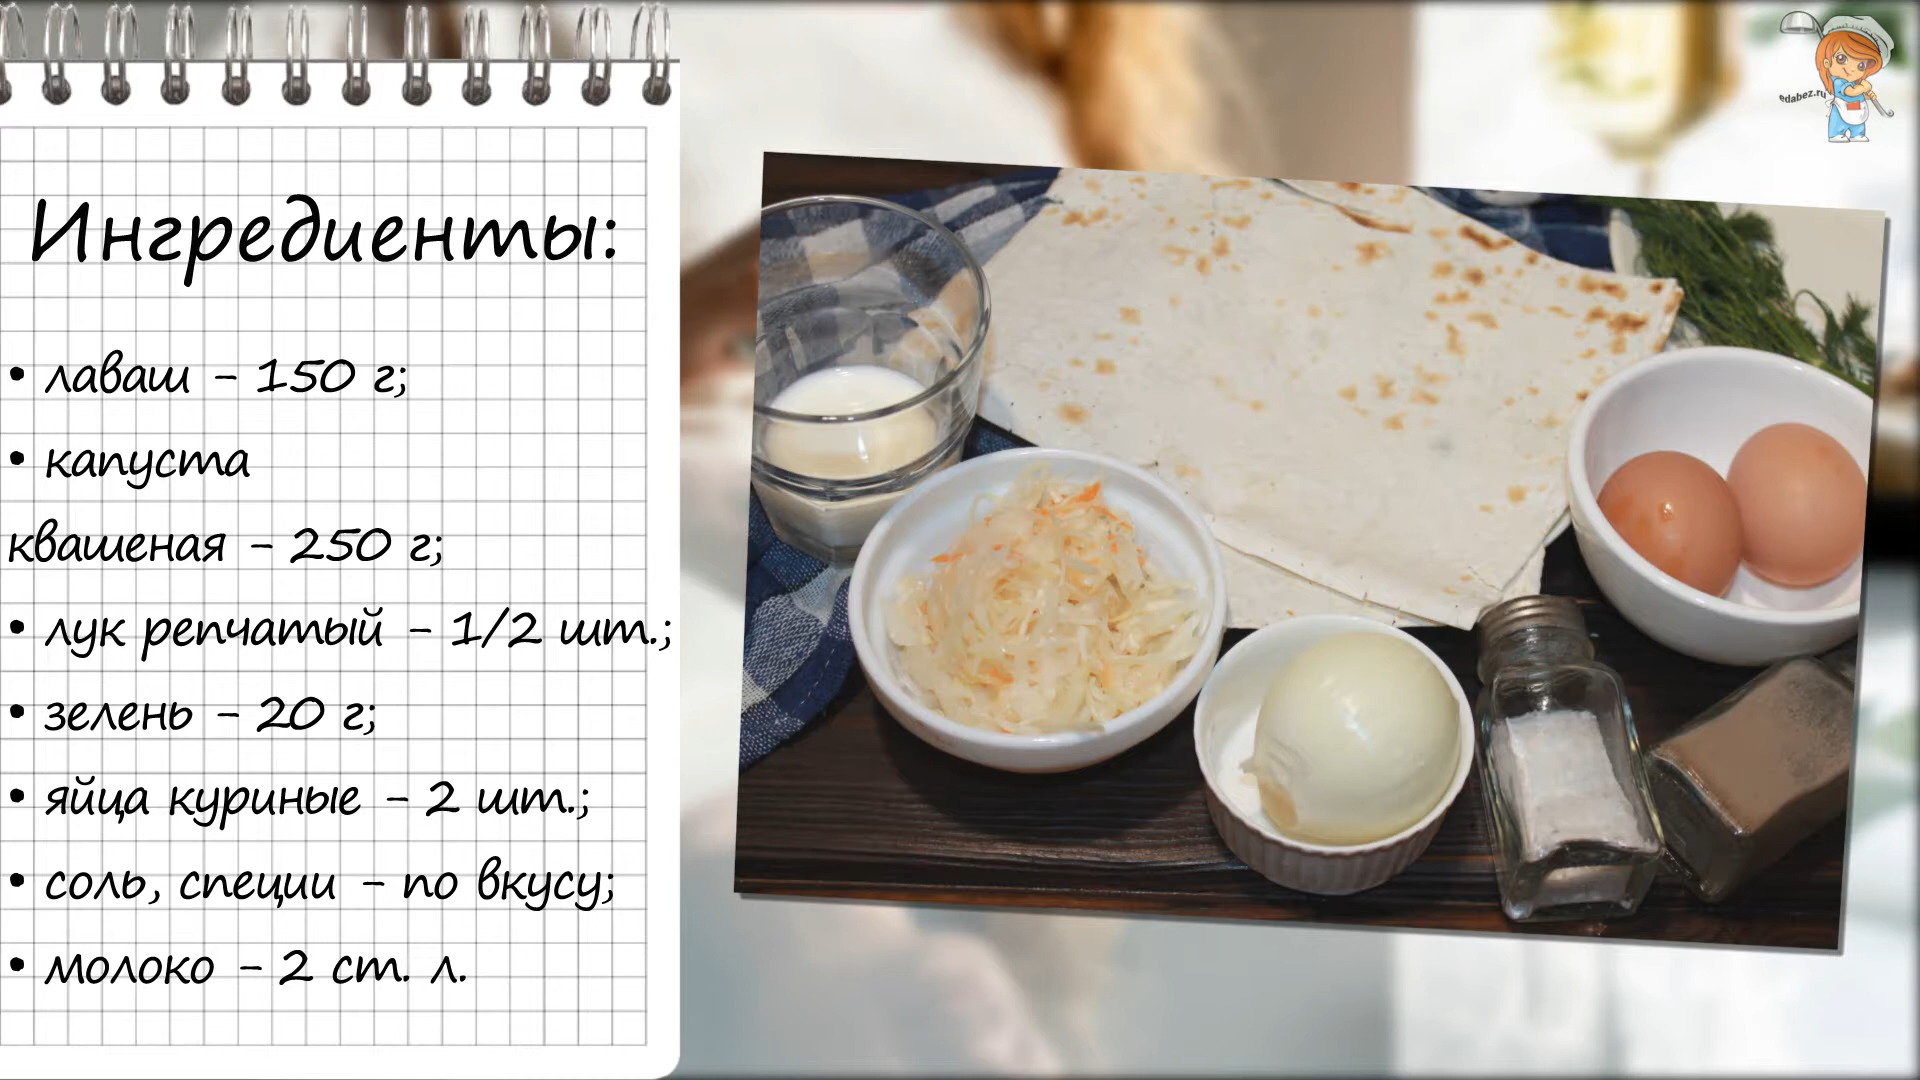 Ингредиенты:
• лаваш – 150 г;
• капуста
квашеная – 250 г;
• лук репчатый – 1/2 шт.;
• зелень – 20 г;
• яйца куриные – 2 шт.;
• соль, специи – по вкусу;
• молоко – 2 ст. л.
edabez.ru